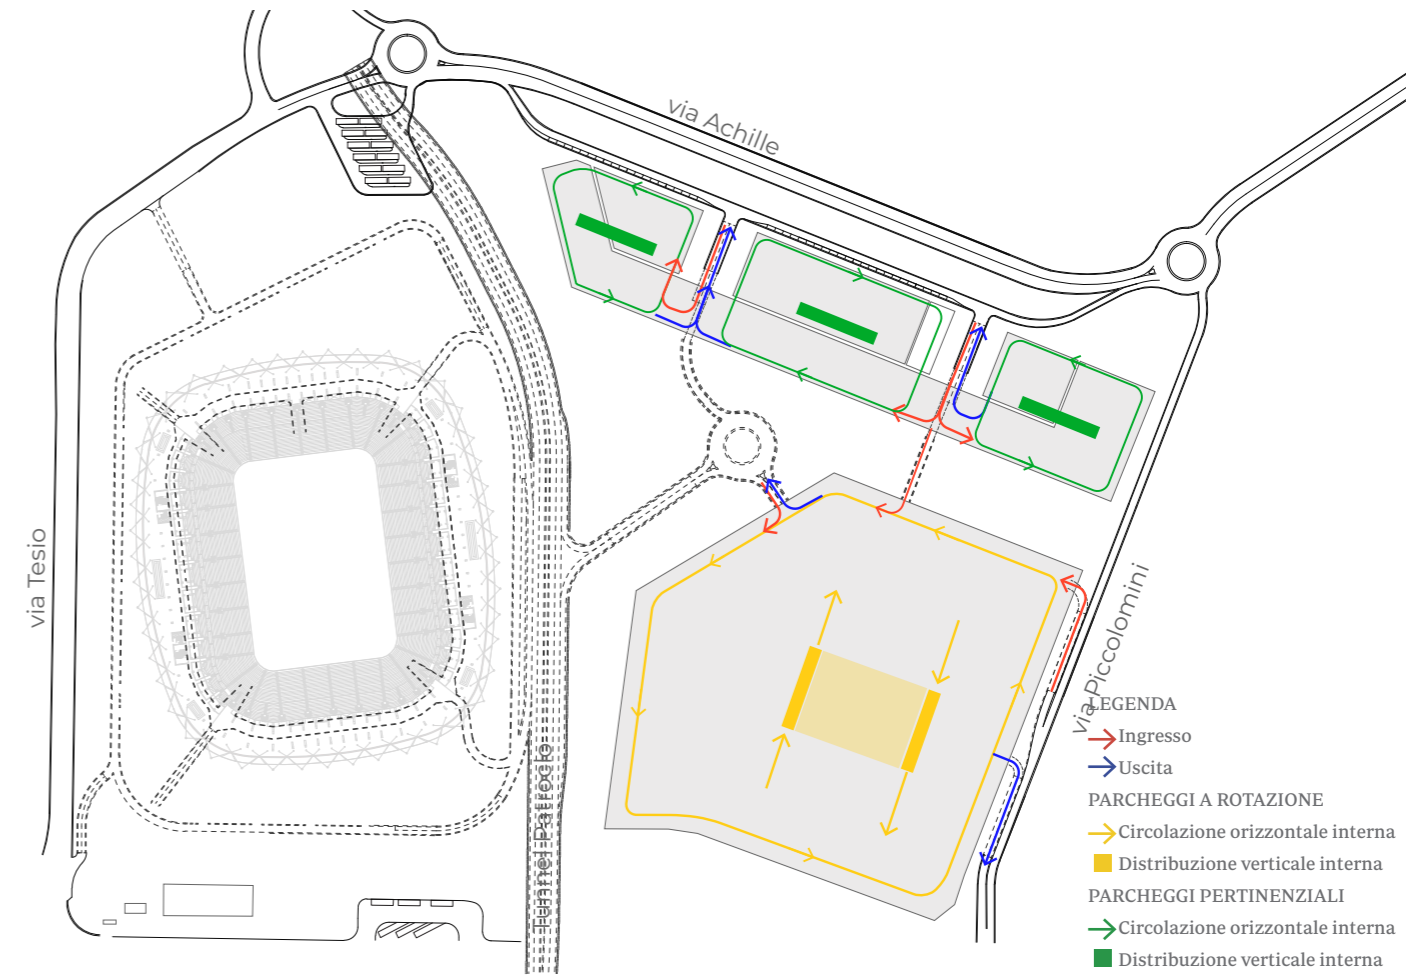 via Achille
via Tesio
Tunnel Patroclo
via Piccolomini
LEGENDA
Ingresso
Uscita
PARCHEGGI A ROTAZIONE
Circolazione orizzontale interna
Distribuzione verticale interna
PARCHEGGI PERTINENZIALI
Circolazione orizzontale interna
Distribuzione verticale interna